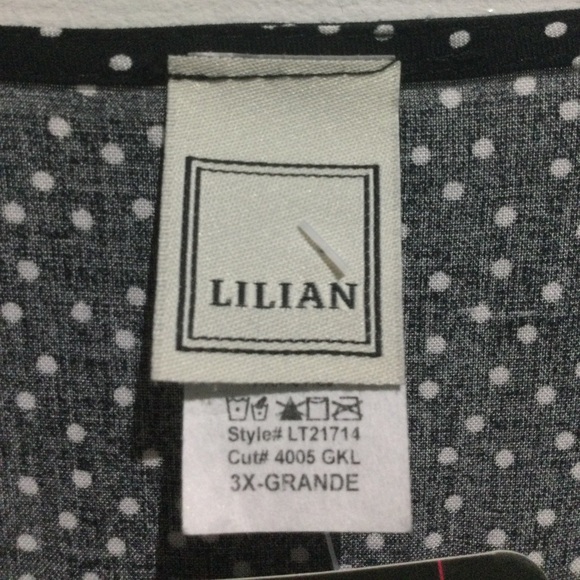 LILIAN
Style# LT21714
Cut# 4005 GKL
3X-GRANDE